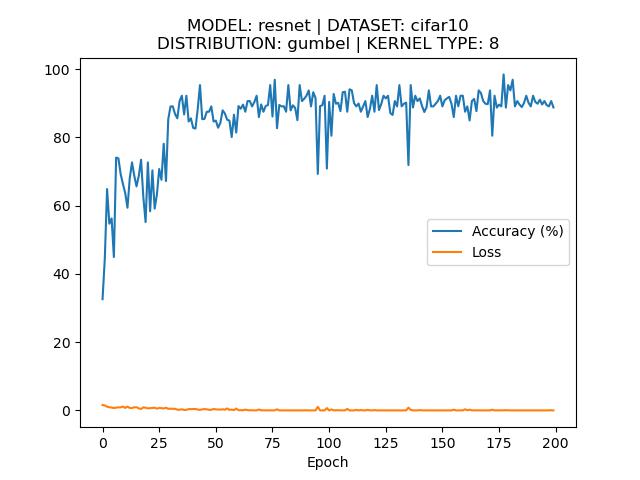 MODEL: resnet | DATASET: cifar10
DISTRIBUTION: gumbel | KERNEL TYPE: 8
100
80
60
40
20
0
Accuracy (%)
Loss
0 25 50 75 100 125 150 175 200
Epoch